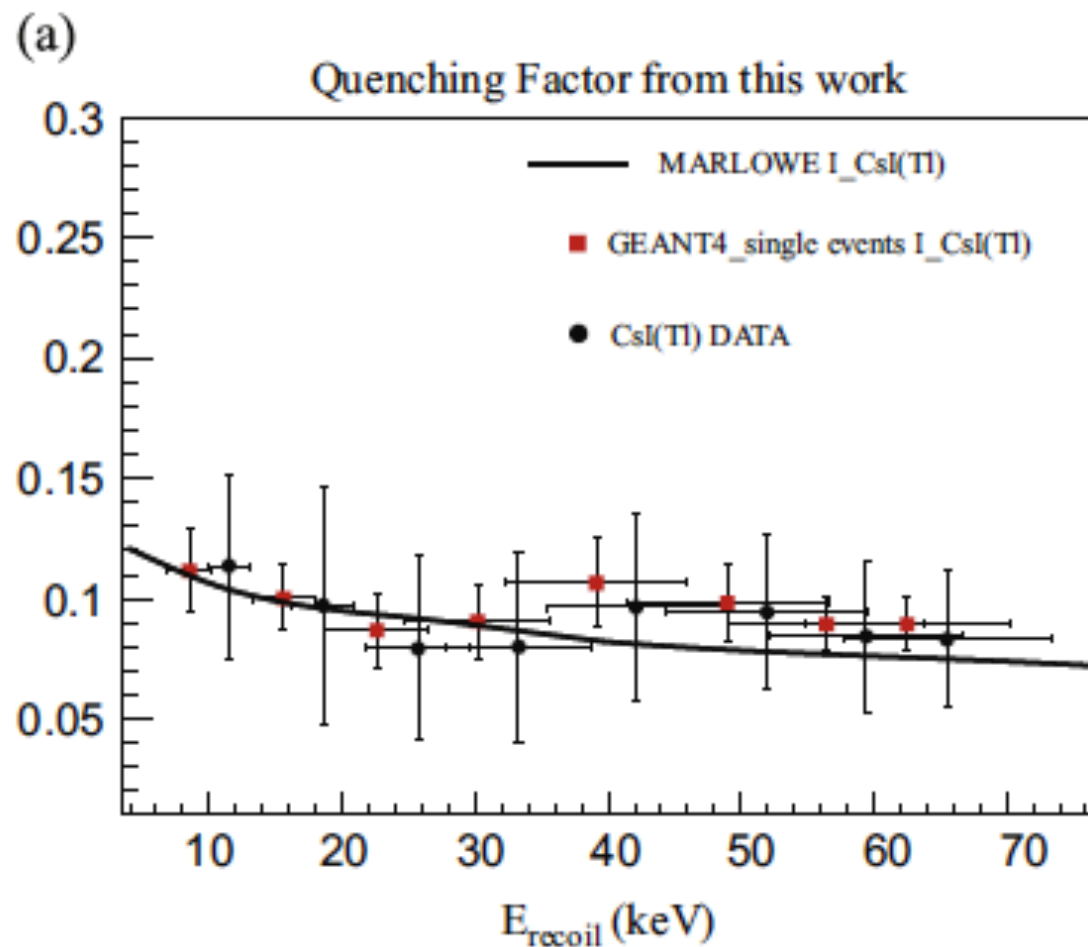 (a)
Quenching Factor from this work
0.3
MARLOWE I_CsI(Tl)
0.25
GEANT4_single events I_CsI(Tl)
0.2
CsI(Tl) DATA
0.15
0.1
0.05
10 20 30 40 50 60 70
E_recoil (keV)